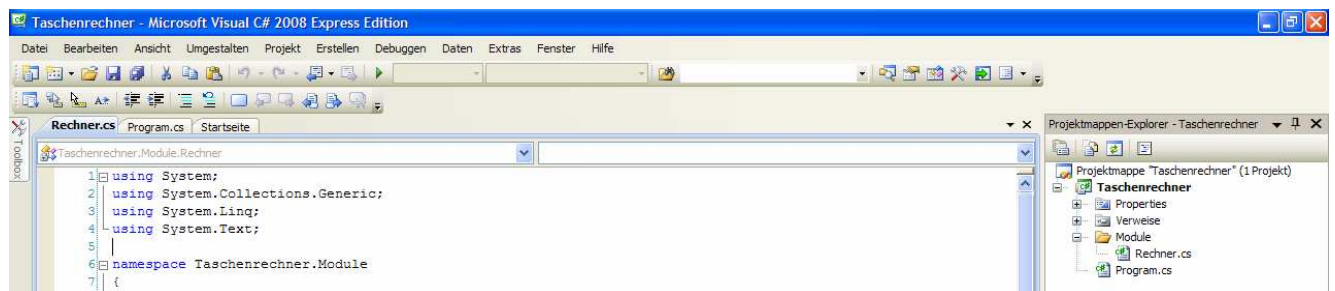 Taschenrechner - Microsoft Visual C# 2008 Express Edition
Datei Bearbeiten Ansicht Umgestalten Projekt Erstellen Debuggen Daten Extras Fenster Hilfe
Rechner.cs Program.cs Startseite
Toolbox
Taschenrechner.Module.Rechner
1 using System;
2 using System.Collections.Generic;
3 using System.Linq;
4 using System.Text;
5
6 namespace Taschenrechner.Module
7 {
Projektmappen-Explorer - Taschenrechner
Projektmappe "Taschenrechner" (1 Projekt)
Taschenrechner
Properties
Verweise
Module
Rechner.cs
Program.cs